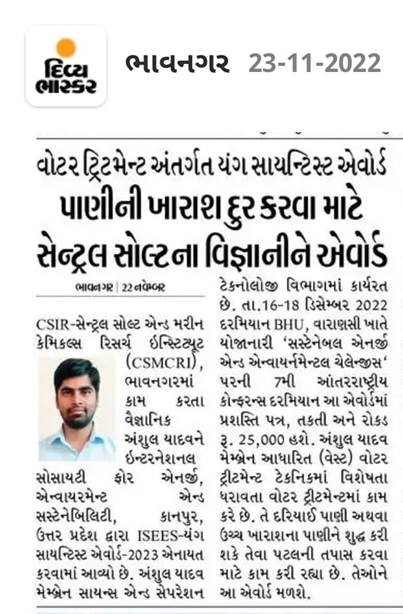 દિવ્ય
ભાસ્કર
ભાવનગર 23-11-2022
વોટર ટ્રિટમેન્ટ અંતર્ગત યંગ સાયન્ટિસ્ટ એવોર્ડ
પાણીની ખારાશ દુર કરવા માટે
સેન્ટ્રલ સોલ્ટના વિજ્ઞાનીને એવોર્ડ
ભાવનગર | 22 નવેમ્બર
CSIR-સેન્ટ્રલ સોલ્ટ એન્ડ મરીન
કેમિકલ્સ રિસર્ચ ઇન્સ્ટિટ્યૂટ
(CSMCRI),
ભાવનગરમાં
કામ કરતા
વૈજ્ઞાનિક
અંશુલ યાદવને
ઇન્ટરનેશનલ
સોસાયટી ફોર એનર્જી,
એન્વાયરમેન્ટ એન્ડ
સસ્ટેનિબિલિટી, કાનપુર,
ઉત્તર પ્રદેશ દ્વારા ISEES-યંગ
સાયન્ટિસ્ટ એવોર્ડ-2023 એનાયત
કરવામાં આવ્યો છે. અંશુલ યાદવ
મેમ્બ્રેન સાયન્સ એન્ડ સેપરેશન
ટેકનોલોજી વિભાગમાં કાર્યરત
છે. તા.16-18 ડિસેમ્બર 2022
દરમિયાન BHU, વારાણસી ખાતે
યોજાનારી 'સસ્ટેનેબલ એનર્જી
એન્ડ એન્વાયર્નમેન્ટલ ચેલેન્જીસ'
પરની 7મી આંતરરાષ્ટ્રીય
કોન્ફરન્સ દરમિયાન આ એવોર્ડમાં
પ્રશસ્તિ પત્ર, તકતી અને રોકડ
રૂ. 25,000 હશે. અંશુલ યાદવ
મેમ્બ્રેન આધારિત (વેસ્ટ) વોટર
ટ્રીટમેન્ટ ટેકનિકમાં વિશેષતા
ધરાવતા વોટર ટ્રીટમેન્ટમાં કામ
કરે છે. તે દરિયાઈ પાણી અથવા
ઉચ્ચ ખારાશના પાણીને શુદ્ધ કરી
શકે તેવા પટલની તપાસ કરવા
માટે કામ કરી રહ્યા છે. તેઓને
આ એવોર્ડ મળશે.